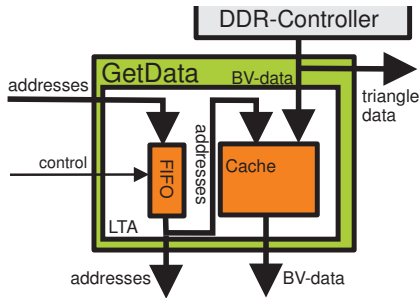 DDR-Controller
GetData
BV-data
addresses
triangle
data
addresses
control
FIFO
Cache
LTA
addresses
BV-data